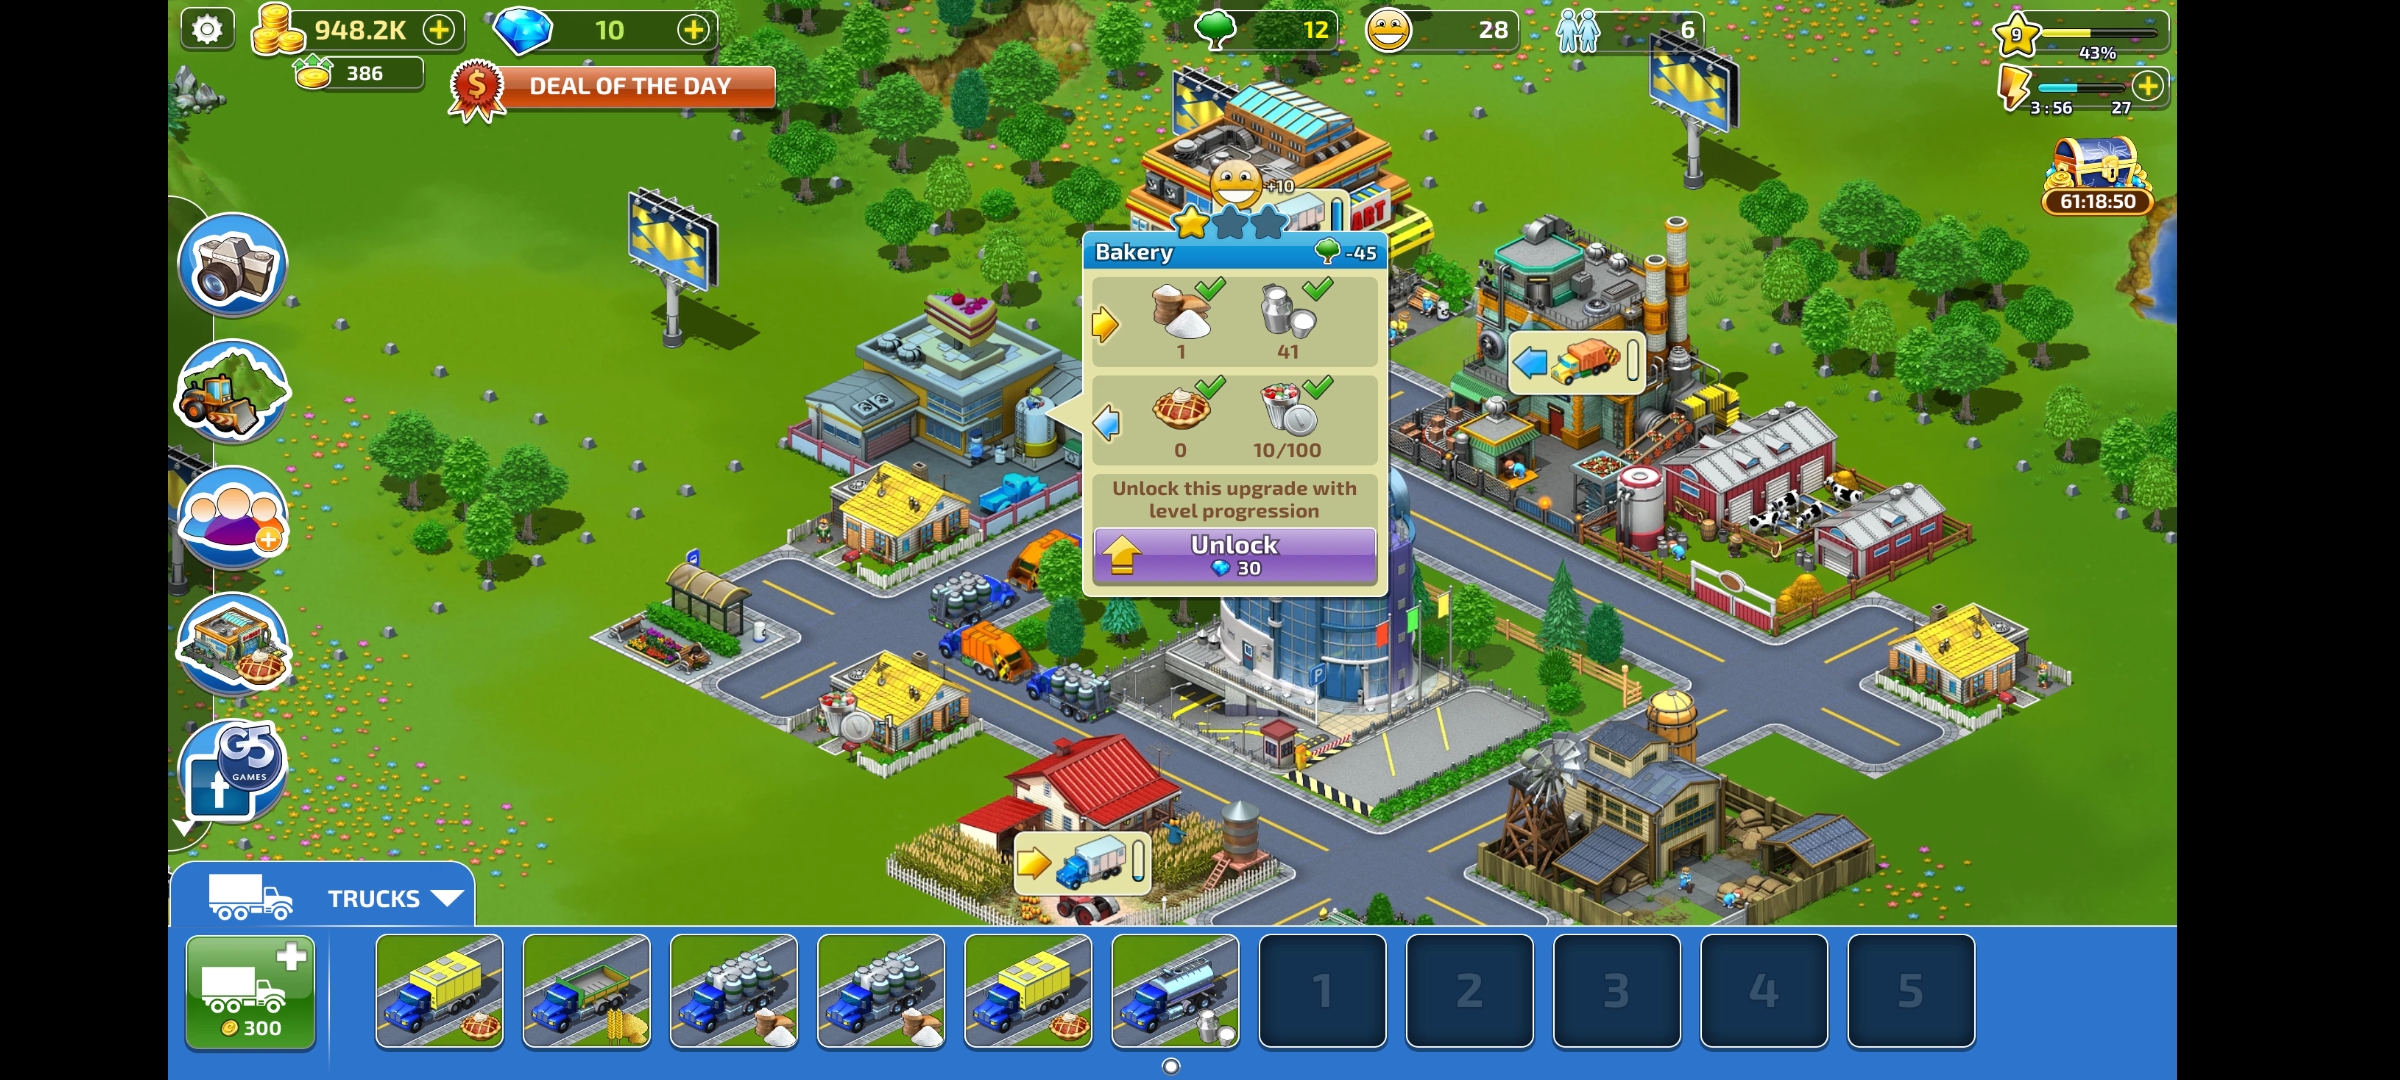 948.2K
10
12
28
6
9
43%
386
DEAL OF THE DAY
3:56
27
61:18:50
+10
ART
Bakery
-45
1
41
0
10/100
Unlock this upgrade with
level progression
Unlock
30
-1
P
G5
GAMES
f
TRUCKS
300
1
2
3
4
5